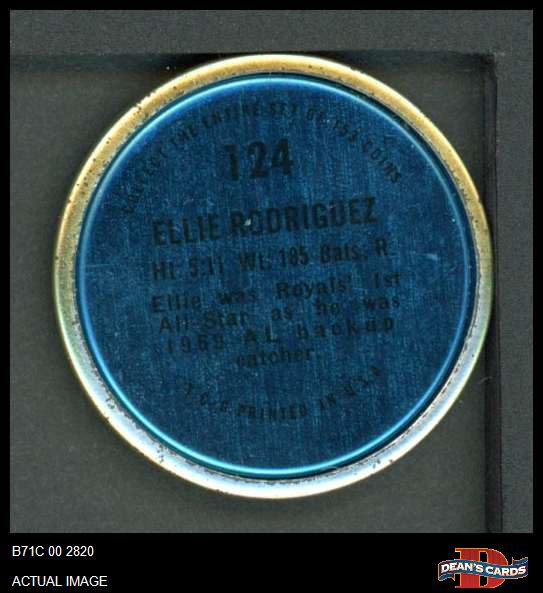 COLLECT THE ENTIRE SET OF 153 COINS
124
ELLIE RODRIGUEZ
Ht. 5.11 Wt. 185 Bats. R
Ellie was Royals' 1st
All Star, as he was
1969 AL backup
catcher.
T.C.G PRINTED IN U.S.A.
B71C 00 2820
ACTUAL IMAGE
D
DEAN'S CARDS